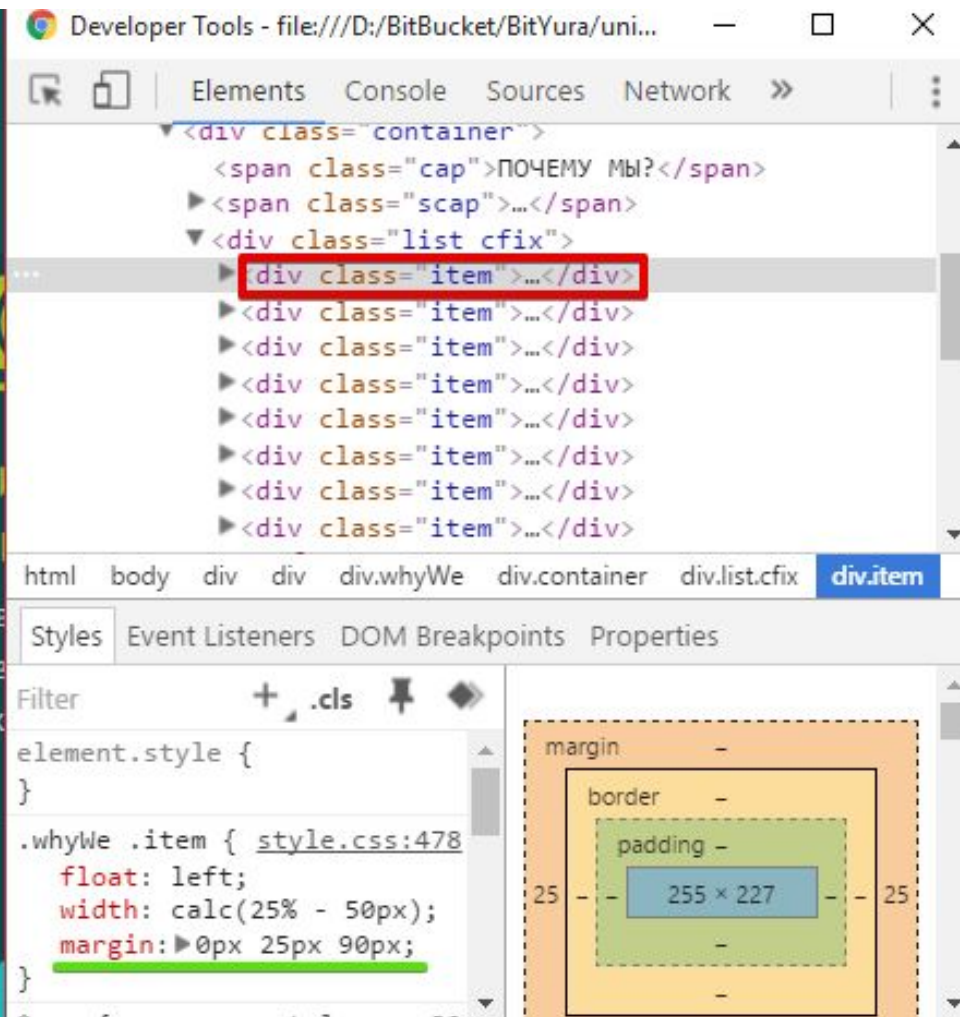 Developer Tools - file:///D:/BitBucket/BitYura/uni...
Elements Console Sources Network »
▼<div class="container">
<span class="cap">ПОЧЕМУ МЫ?</span>
▶<span class="scap">…</span>
▼<div class="list cfix">
▶<div class="item">…</div>
▶<div class="item">…</div>
▶<div class="item">…</div>
▶<div class="item">…</div>
▶<div class="item">…</div>
▶<div class="item">…</div>
▶<div class="item">…</div>
▶<div class="item">…</div>
html body div div div.whyWe div.container div.list.cfix div.item
Styles Event Listeners DOM Breakpoints Properties
Filter + .cls
element.style {
}
.whyWe .item { style.css:478
float: left;
width: calc(25% - 50px);
margin:▶0px 25px 90px;
}
margin –
border –
padding –
25 – – 255 × 227 – – 25
–
–